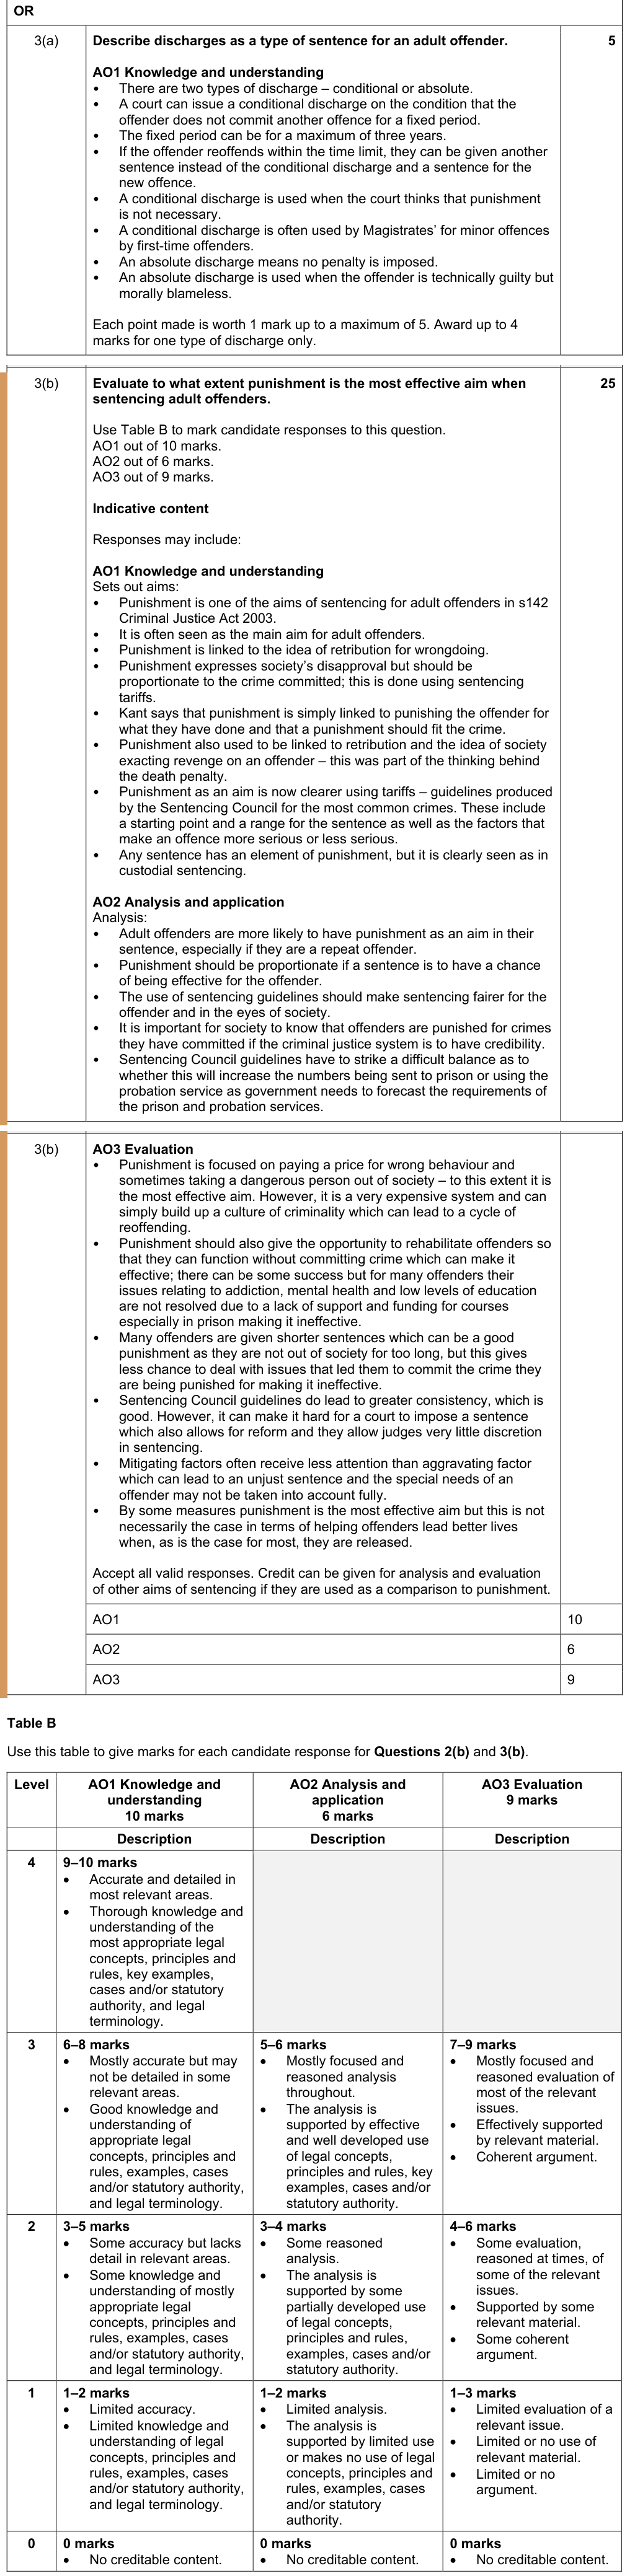 OR
3(a)
Describe discharges as a type of sentence for an adult offender.
5
AO1 Knowledge and understanding
• There are two types of discharge – conditional or absolute.
• A court can issue a conditional discharge on the condition that the
offender does not commit another offence for a fixed period.
• The fixed period can be for a maximum of three years.
• If the offender reoffends within the time limit, they can be given another
sentence instead of the conditional discharge and a sentence for the
new offence.
• A conditional discharge is used when the court thinks that punishment
is not necessary.
• A conditional discharge is often used by Magistrates’ for minor offences
by first-time offenders.
• An absolute discharge means no penalty is imposed.
• An absolute discharge is used when the offender is technically guilty but
morally blameless.
Each point made is worth 1 mark up to a maximum of 5. Award up to 4
marks for one type of discharge only.
3(b)
Evaluate to what extent punishment is the most effective aim when
sentencing adult offenders.
25
Use Table B to mark candidate responses to this question.
AO1 out of 10 marks.
AO2 out of 6 marks.
AO3 out of 9 marks.
Indicative content
Responses may include:
AO1 Knowledge and understanding
Sets out aims:
• Punishment is one of the aims of sentencing for adult offenders in s142
Criminal Justice Act 2003.
• It is often seen as the main aim for adult offenders.
• Punishment is linked to the idea of retribution for wrongdoing.
• Punishment expresses society’s disapproval but should be
proportionate to the crime committed; this is done using sentencing
tariffs.
• Kant says that punishment is simply linked to punishing the offender for
what they have done and that a punishment should fit the crime.
• Punishment also used to be linked to retribution and the idea of society
exacting revenge on an offender – this was part of the thinking behind
the death penalty.
• Punishment as an aim is now clearer using tariffs – guidelines produced
by the Sentencing Council for the most common crimes. These include
a starting point and a range for the sentence as well as the factors that
make an offence more serious or less serious.
• Any sentence has an element of punishment, but it is clearly seen as in
custodial sentencing.
AO2 Analysis and application
Analysis:
• Adult offenders are more likely to have punishment as an aim in their
sentence, especially if they are a repeat offender.
• Punishment should be proportionate if a sentence is to have a chance
of being effective for the offender.
• The use of sentencing guidelines should make sentencing fairer for the
offender and in the eyes of society.
• It is important for society to know that offenders are punished for crimes
they have committed if the criminal justice system is to have credibility.
• Sentencing Council guidelines have to strike a difficult balance as to
whether this will increase the numbers being sent to prison or using the
probation service as government needs to forecast the requirements of
the prison and probation services.
3(b)
AO3 Evaluation
• Punishment is focused on paying a price for wrong behaviour and
sometimes taking a dangerous person out of society – to this extent it is
the most effective aim. However, it is a very expensive system and can
simply build up a culture of criminality which can lead to a cycle of
reoffending.
• Punishment should also give the opportunity to rehabilitate offenders so
that they can function without committing crime which can make it
effective; there can be some success but for many offenders their
issues relating to addiction, mental health and low levels of education
are not resolved due to a lack of support and funding for courses
especially in prison making it ineffective.
• Many offenders are given shorter sentences which can be a good
punishment as they are not out of society for too long, but this gives
less chance to deal with issues that led them to commit the crime they
are being punished for making it ineffective.
• Sentencing Council guidelines do lead to greater consistency, which is
good. However, it can make it hard for a court to impose a sentence
which also allows for reform and they allow judges very little discretion
in sentencing.
• Mitigating factors often receive less attention than aggravating factor
which can lead to an unjust sentence and the special needs of an
offender may not be taken into account fully.
• By some measures punishment is the most effective aim but this is not
necessarily the case in terms of helping offenders lead better lives
when, as is the case for most, they are released.
Accept all valid responses. Credit can be given for analysis and evaluation
of other aims of sentencing if they are used as a comparison to punishment.
AO1 10
AO2 6
AO3 9
Table B
Use this table to give marks for each candidate response for Questions 2(b) and 3(b).
Level
AO1 Knowledge and
understanding
10 marks
AO2 Analysis and
application
6 marks
AO3 Evaluation
9 marks
Description
Description
Description
4
9–10 marks
• Accurate and detailed in
most relevant areas.
• Thorough knowledge and
understanding of the
most appropriate legal
concepts, principles and
rules, key examples,
cases and/or statutory
authority, and legal
terminology.
3
6–8 marks
• Mostly accurate but may
not be detailed in some
relevant areas.
• Good knowledge and
understanding of
appropriate legal
concepts, principles and
rules, examples, cases
and/or statutory authority,
and legal terminology.
5–6 marks
• Mostly focused and
reasoned analysis
throughout.
• The analysis is
supported by effective
and well developed use
of legal concepts,
principles and rules, key
examples, cases and/or
statutory authority.
7–9 marks
• Mostly focused and
reasoned evaluation of
most of the relevant
issues.
• Effectively supported
by relevant material.
• Coherent argument.
2
3–5 marks
• Some accuracy but lacks
detail in relevant areas.
• Some knowledge and
understanding of mostly
appropriate legal
concepts, principles and
rules, examples, cases
and/or statutory authority,
and legal terminology.
3–4 marks
• Some reasoned
analysis.
• The analysis is
supported by some
partially developed use
of legal concepts,
principles and rules,
examples, cases and/or
statutory authority.
4–6 marks
• Some evaluation,
reasoned at times, of
some of the relevant
issues.
• Supported by some
relevant material.
• Some coherent
argument.
1
1–2 marks
• Limited accuracy.
• Limited knowledge and
understanding of legal
concepts, principles and
rules, examples, cases
and/or statutory authority,
and legal terminology.
1–2 marks
• Limited analysis.
• The analysis is
supported by limited use
or makes no use of legal
concepts, principles and
rules, examples, cases
and/or statutory
authority.
1–3 marks
• Limited evaluation of a
relevant issue.
• Limited or no use of
relevant material.
• Limited or no
argument.
0
0 marks
• No creditable content.
0 marks
• No creditable content.
0 marks
• No creditable content.